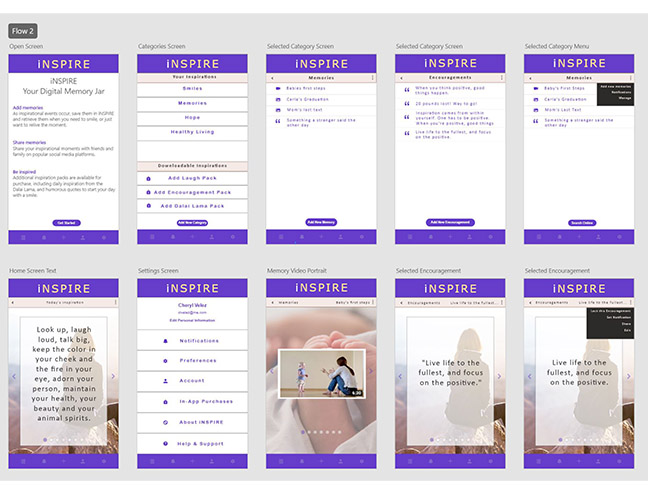 Flow 2
Open Screen
iNSPIRE
iNSPIRE
Your Digital Memory Jar
Add memories
As inspirational events occur, save them in iNSPIRE
and retrieve them when you need to smile, or just
want to relive the moment.
Share memories
Share your inspirational moments with friends and
family on popular social media platforms.
Be inspired
Additional inspiration packs are available for
purchase, including daily inspiration from the
Dalai Lama, and humorous quotes to start your day
with a smile.
Get Started
Categories Screen
iNSPIRE
Your Inspirations
Smiles
Memories
Hope
Healthy Living
Downloadable Inspirations
Add Laugh Pack
Add Encouragement Pack
Add Dalai Lama Pack
Add New Category
Selected Category Screen
iNSPIRE
Memories
Babies first steps
Carla's Graduation
Mom's last text
Something a stranger said the
other day
Add New Memory
Selected Category Screen
iNSPIRE
Encouragements
When you think positive, good
things happen.
20 pounds lost! Way to go!
Inspiration comes from within
yourself. One has to be positive.
When you're positive, good things
Live life to the fullest, and focus
on the positive.
Add New Encouragement
Selected Category Menu
iNSPIRE
Memories
Add new memories
Notifications
Manage
Baby's First Steps
Carla's Graduation
Mom's Last Text
Something a stranger said the
other day
Search Online
Home Screen Text
iNSPIRE
Today's Inspiration
Look up, laugh
loud, talk big,
keep the color in
your cheek and
the fire in your
eye, adorn your
person, maintain
your health, your
beauty and your
animal spirits.
Settings Screen
iNSPIRE
Cheryl Velez
Edit Personal Information
Notifications
Preferences
Account
In-App Purchases
About iNSPIRE
Help & Support
Memory Video Portrait
iNSPIRE
Memories
Baby's first steps
6:30
Selected Encouragement
iNSPIRE
Encouragements
Live life to the fullest...
"Live life to the
fullest, and focus
on the positive."
Selected Encouragement
iNSPIRE
Encouragements
Live life to the fullest...
Set Notification
Share
"Live life to the
fullest, and focus
on the positive.